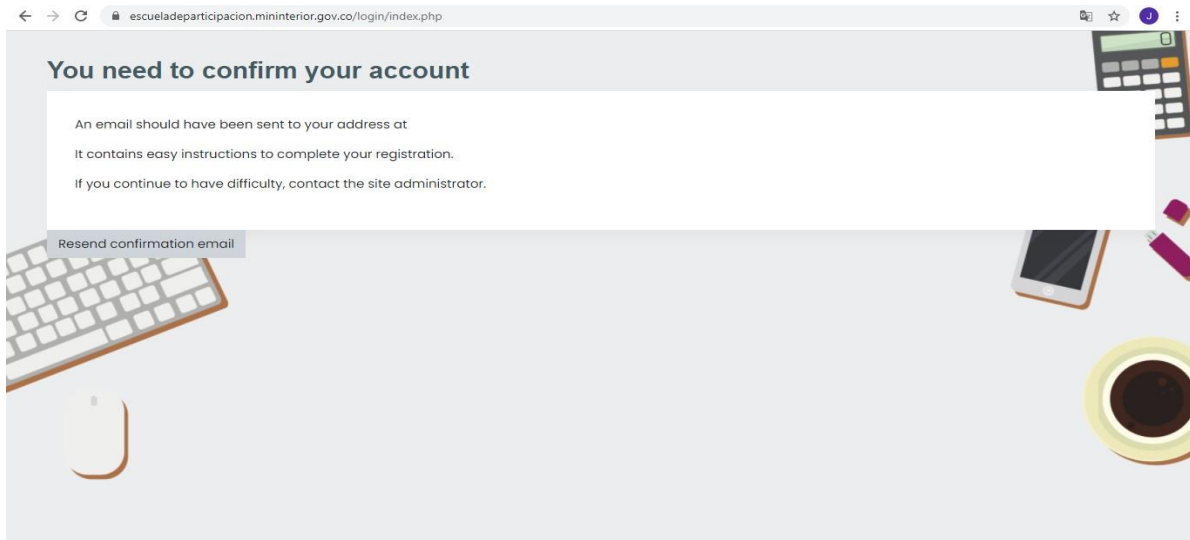 escueladeparticipacion.mininterior.gov.co/login/index.php
J
0
You need to confirm your account
An email should have been sent to your address at
It contains easy instructions to complete your registration.
If you continue to have difficulty, contact the site administrator.
Resend confirmation email